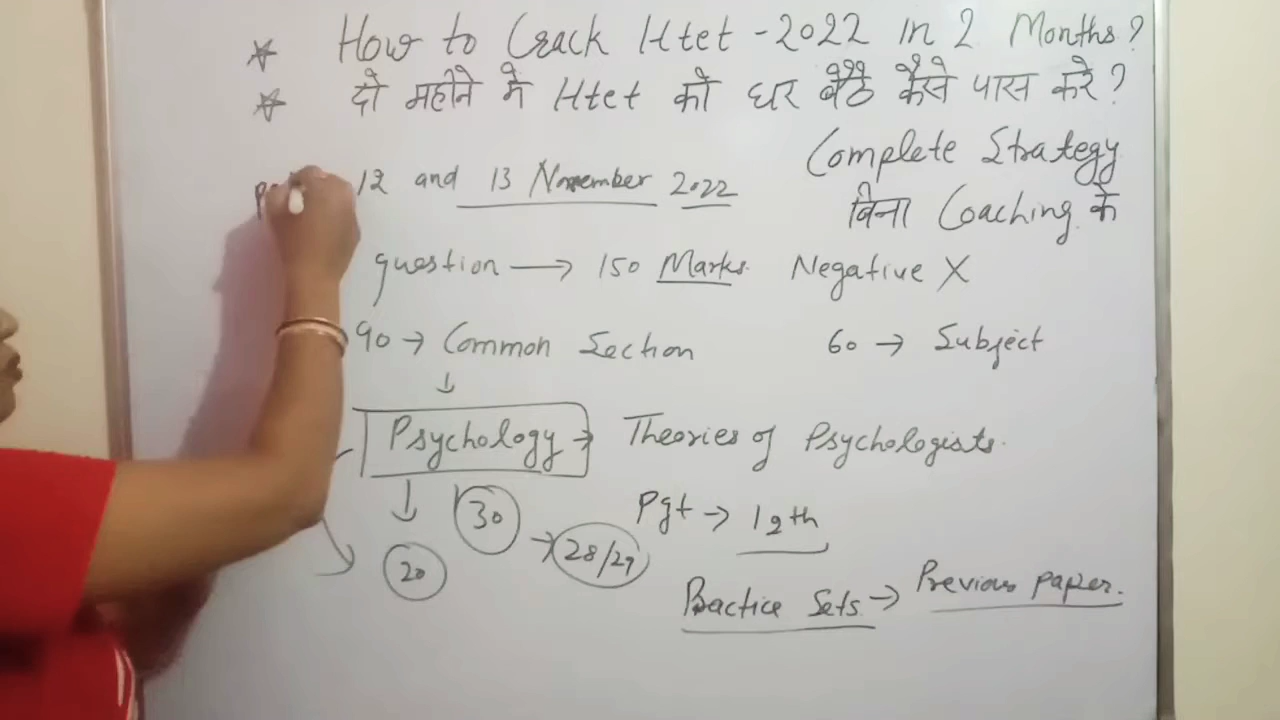 * How to Crack Htet - 2022 in 2 Months?
* दो महीने में Htet को घर बैठे कैसे पास करे?
Complete Strategy
बिना Coaching के
12 and 13 November 2022
question → 150 Marks. Negative X
90 → Common Section 60 → Subject
↓
Psychology → Theories of Psychologists.
↓ 30 → 28/29
20
Pgt → 12th
Practice Sets → Previous paper.